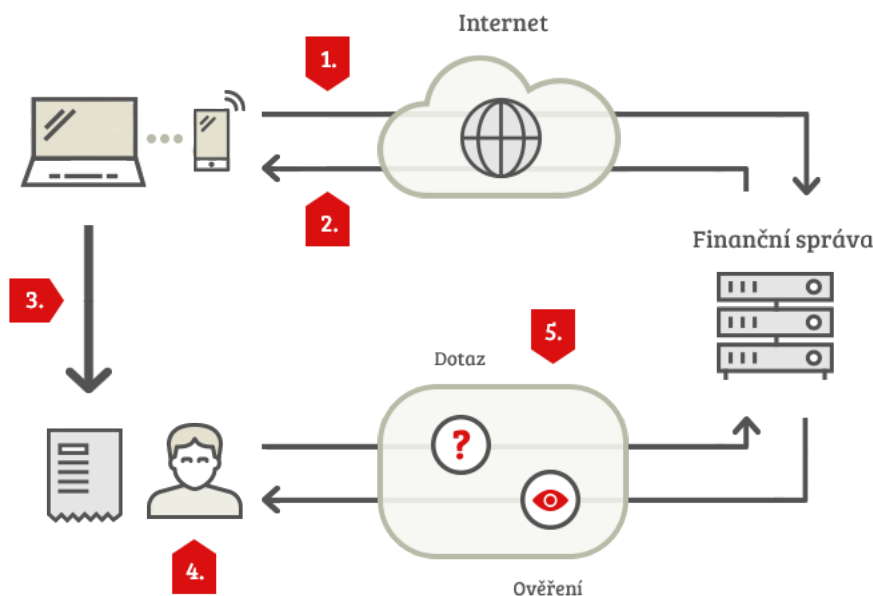 Internet
1.
2.
Finanční správa
3.
5.
Dotaz
?
4.
Ověření